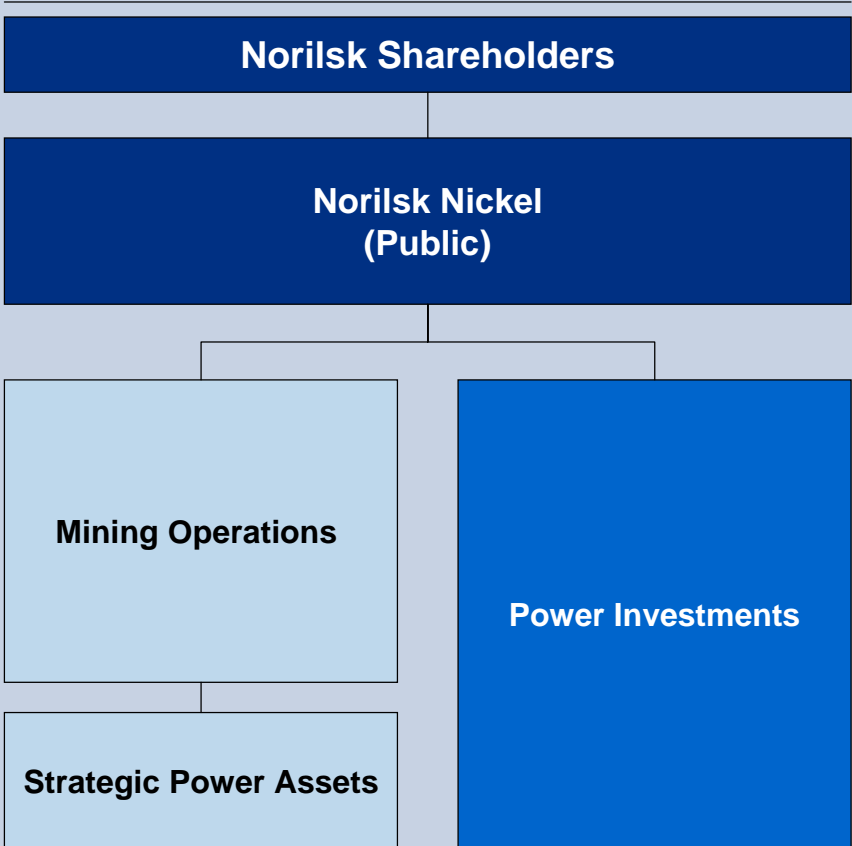 Norilsk Shareholders
Norilsk Nickel
(Public)
Mining Operations
Power Investments
Strategic Power Assets